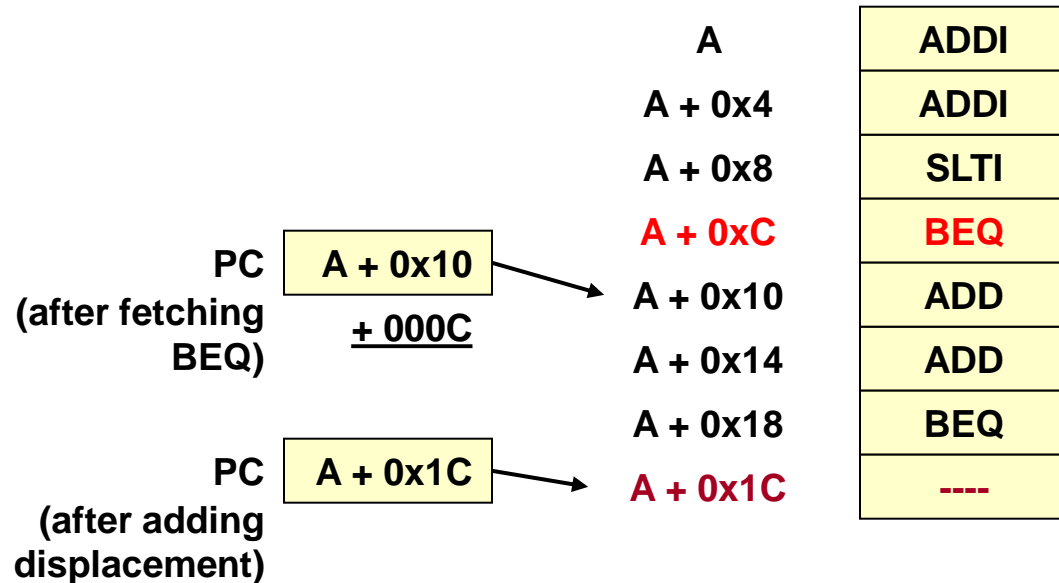 A ADDI
A + 0x4 ADDI
A + 0x8 SLTI
A + 0xC BEQ
PC A + 0x10
(after fetching
BEQ)
+ 000C
A + 0x10 ADD
A + 0x14 ADD
A + 0x18 BEQ
PC A + 0x1C
(after adding
displacement)
A + 0x1C ----